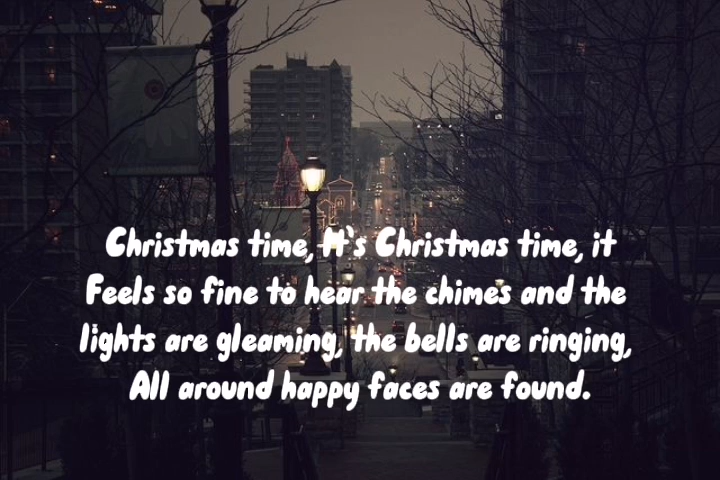 Christmas time, It's Christmas time, it
Feels so fine to hear the chimes and the
lights are gleaming, the bells are ringing,
All around happy faces are found.